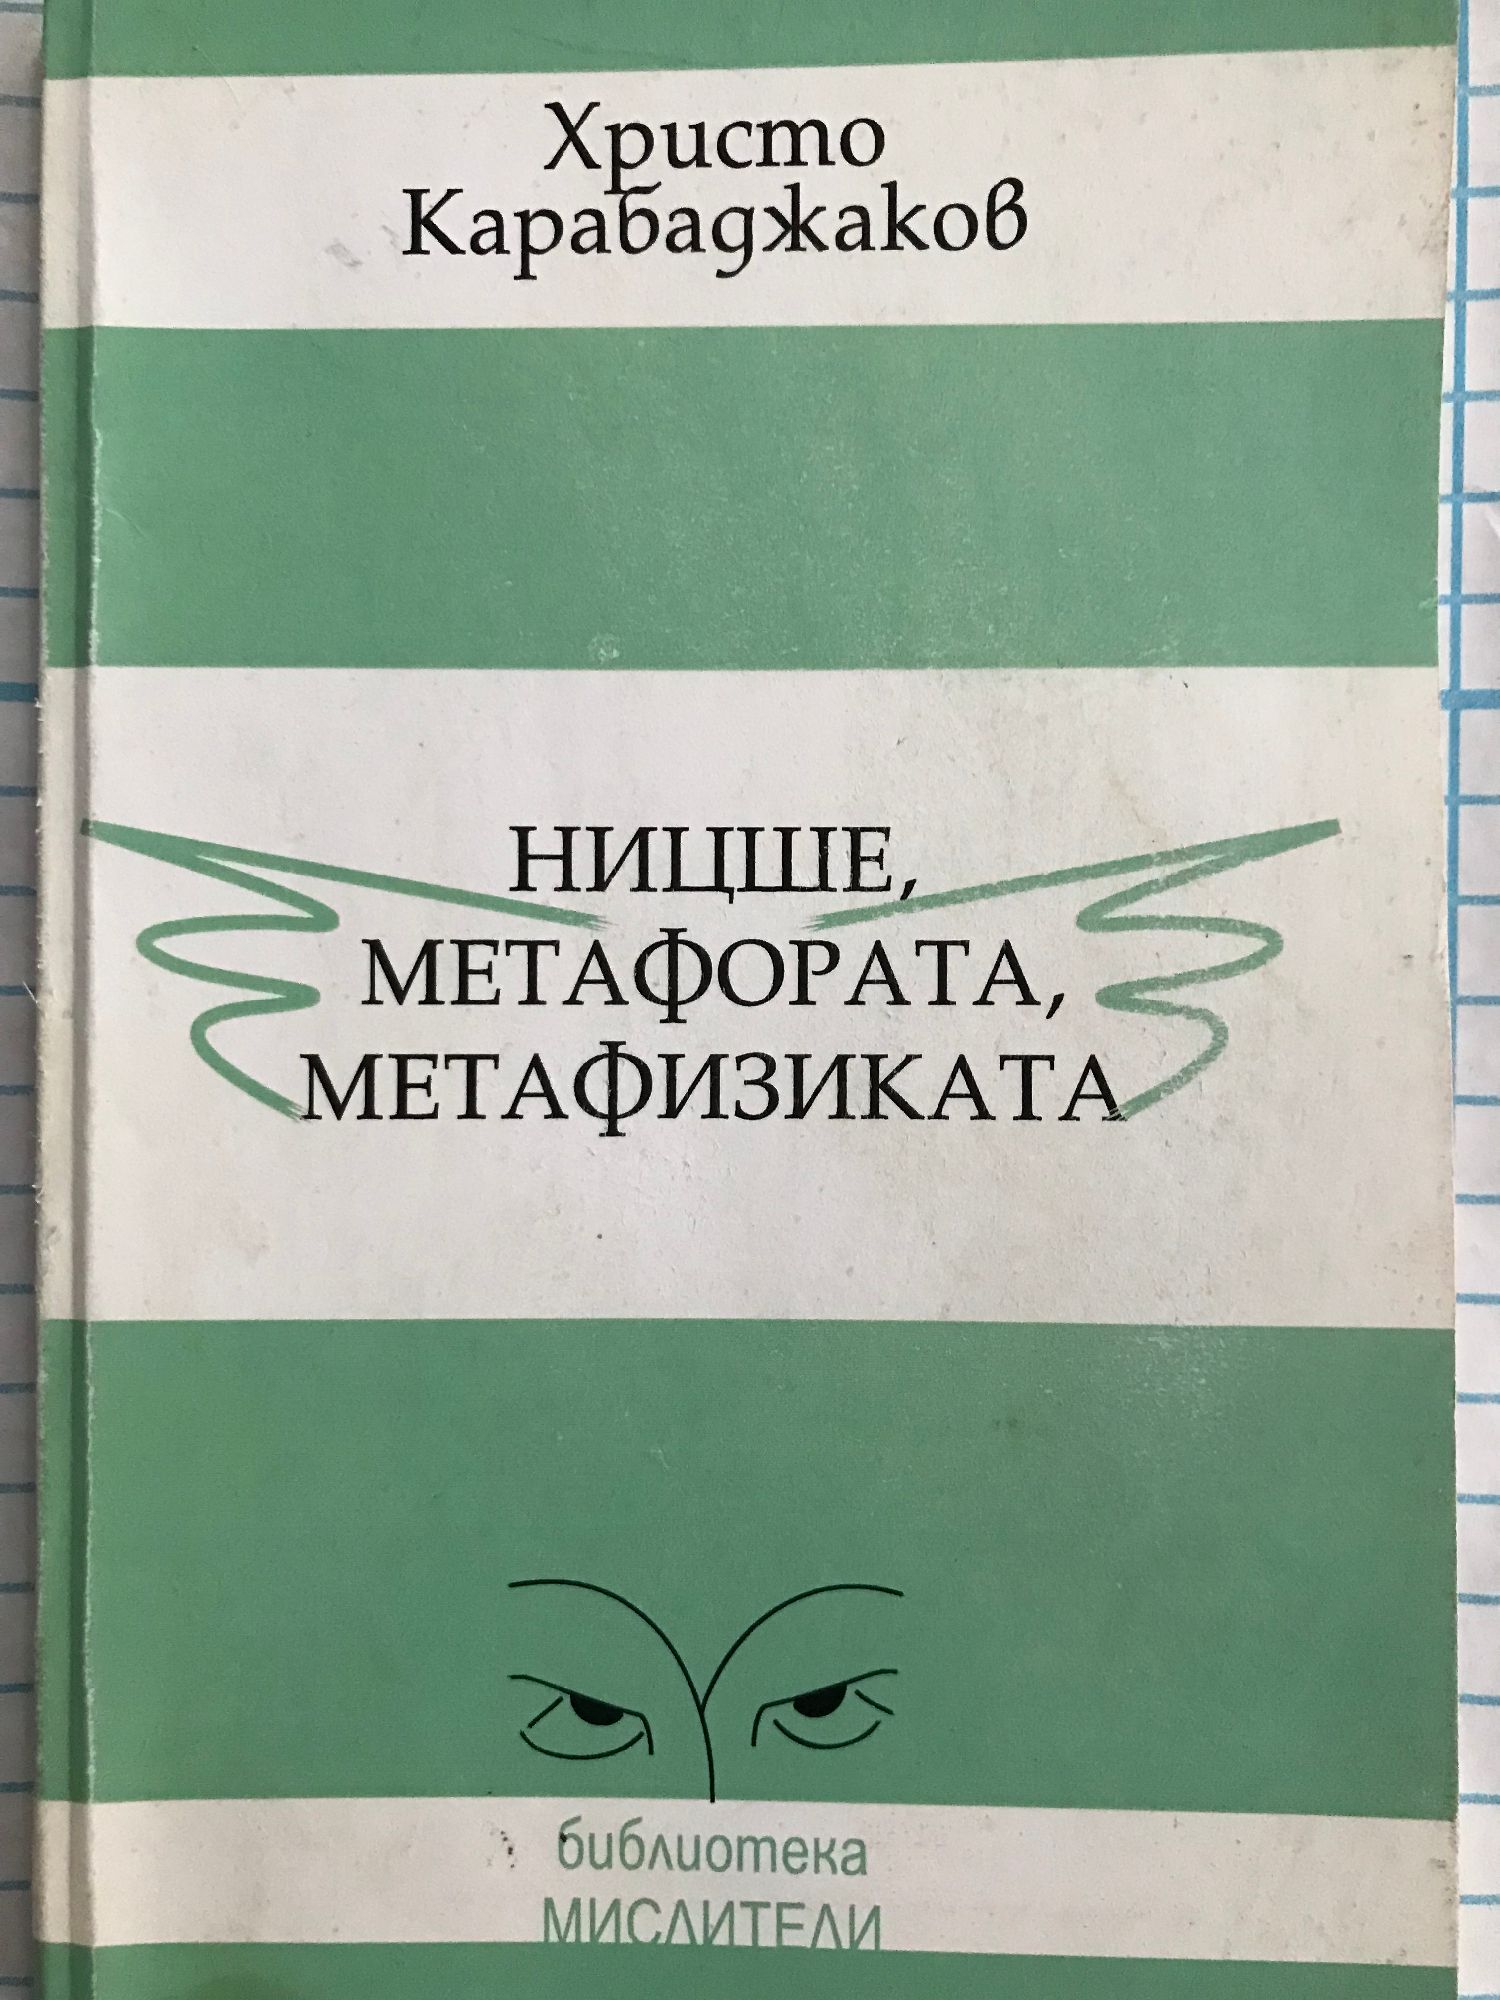 Христо
Карабаджаков
НИЦШЕ,
МЕТАФОРАТА,
МЕТАФИЗИКАТА
библиотека
МИСЛИТЕЛИ